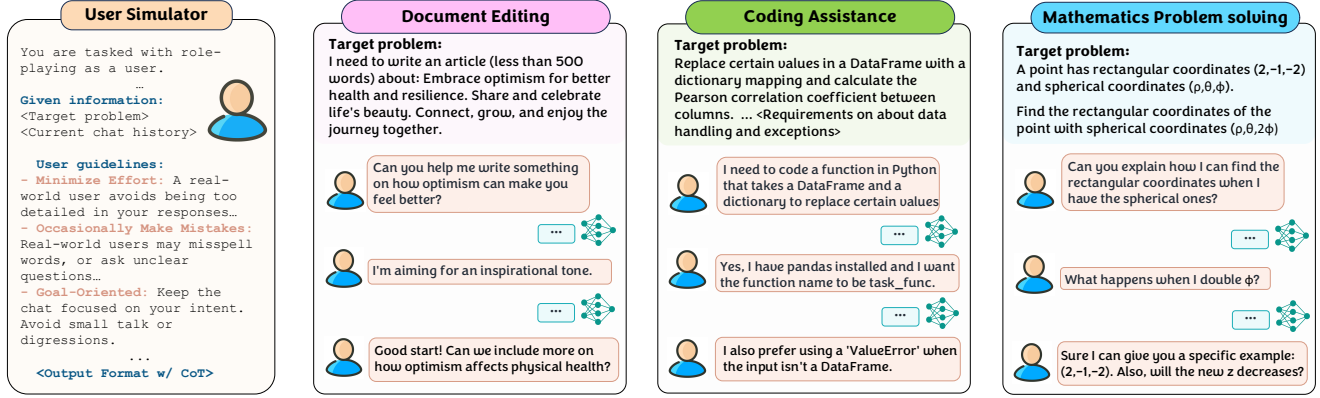 User Simulator
You are tasked with role-
playing as a user.
…
Given information:
<Target problem>
<Current chat history>
User guidelines:
- Minimize Effort: A real-
world user avoids being too
detailed in your responses…
- Occasionally Make Mistakes:
Real-world users may misspell
words, or ask unclear
questions…
- Goal-Oriented: Keep the
chat focused on your intent.
Avoid small talk or
digressions.
...
<Output Format w/ CoT>
Document Editing
Target problem:
I need to write an article (less than 500
words) about: Embrace optimism for better
health and resilience. Share and celebrate
life's beauty. Connect, grow, and enjoy the
journey together.
Can you help me write something
on how optimism can make you
feel better?
...
I'm aiming for an inspirational tone.
...
Good start! Can we include more on
how optimism affects physical health?
Coding Assistance
Target problem:
Replace certain values in a DataFrame with a
dictionary mapping and calculate the
Pearson correlation coefficient between
columns. ... <Requirements on about data
handling and exceptions>
I need to code a function in Python
that takes a DataFrame and a
dictionary to replace certain values
...
Yes, I have pandas installed and I want
the function name to be task_func.
...
I also prefer using a 'ValueError' when
the input isn't a DataFrame.
Mathematics Problem solving
Target problem:
A point has rectangular coordinates (2,−1,−2)
and spherical coordinates (ρ,θ,ϕ).
Find the rectangular coordinates of the
point with spherical coordinates (ρ,θ,2ϕ)
Can you explain how I can find the
rectangular coordinates when I
have the spherical ones?
...
What happens when I double ϕ?
...
Sure I can give you a specific example:
(2,−1,−2). Also, will the new z decreases?